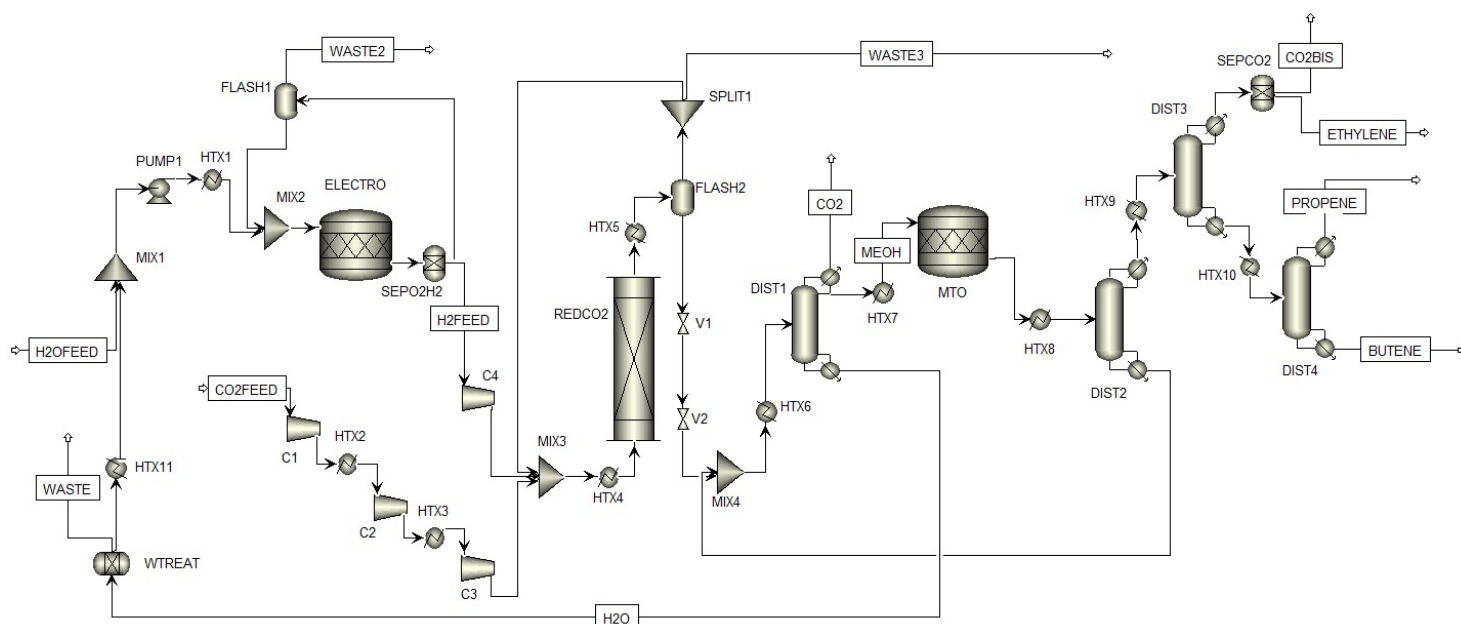 WASTE2
FLASH1
PUMP1
HTX1
MIX2
ELECTRO
SEPO2H2
MIX1
H2OFEED
H2FEED
CO2FEED
C4
C1
HTX2
C2
HTX3
C3
HTX11
WASTE
WTREAT
H2O
WASTE3
SPLIT1
FLASH2
HTX5
REDCO2
V1
V2
MIX3
HTX4
MIX4
HTX6
DIST1
CO2
MEOH
HTX7
MTO
HTX8
DIST2
HTX9
DIST3
SEPCO2
CO2BIS
ETHYLENE
PROPENE
HTX10
DIST4
BUTENE